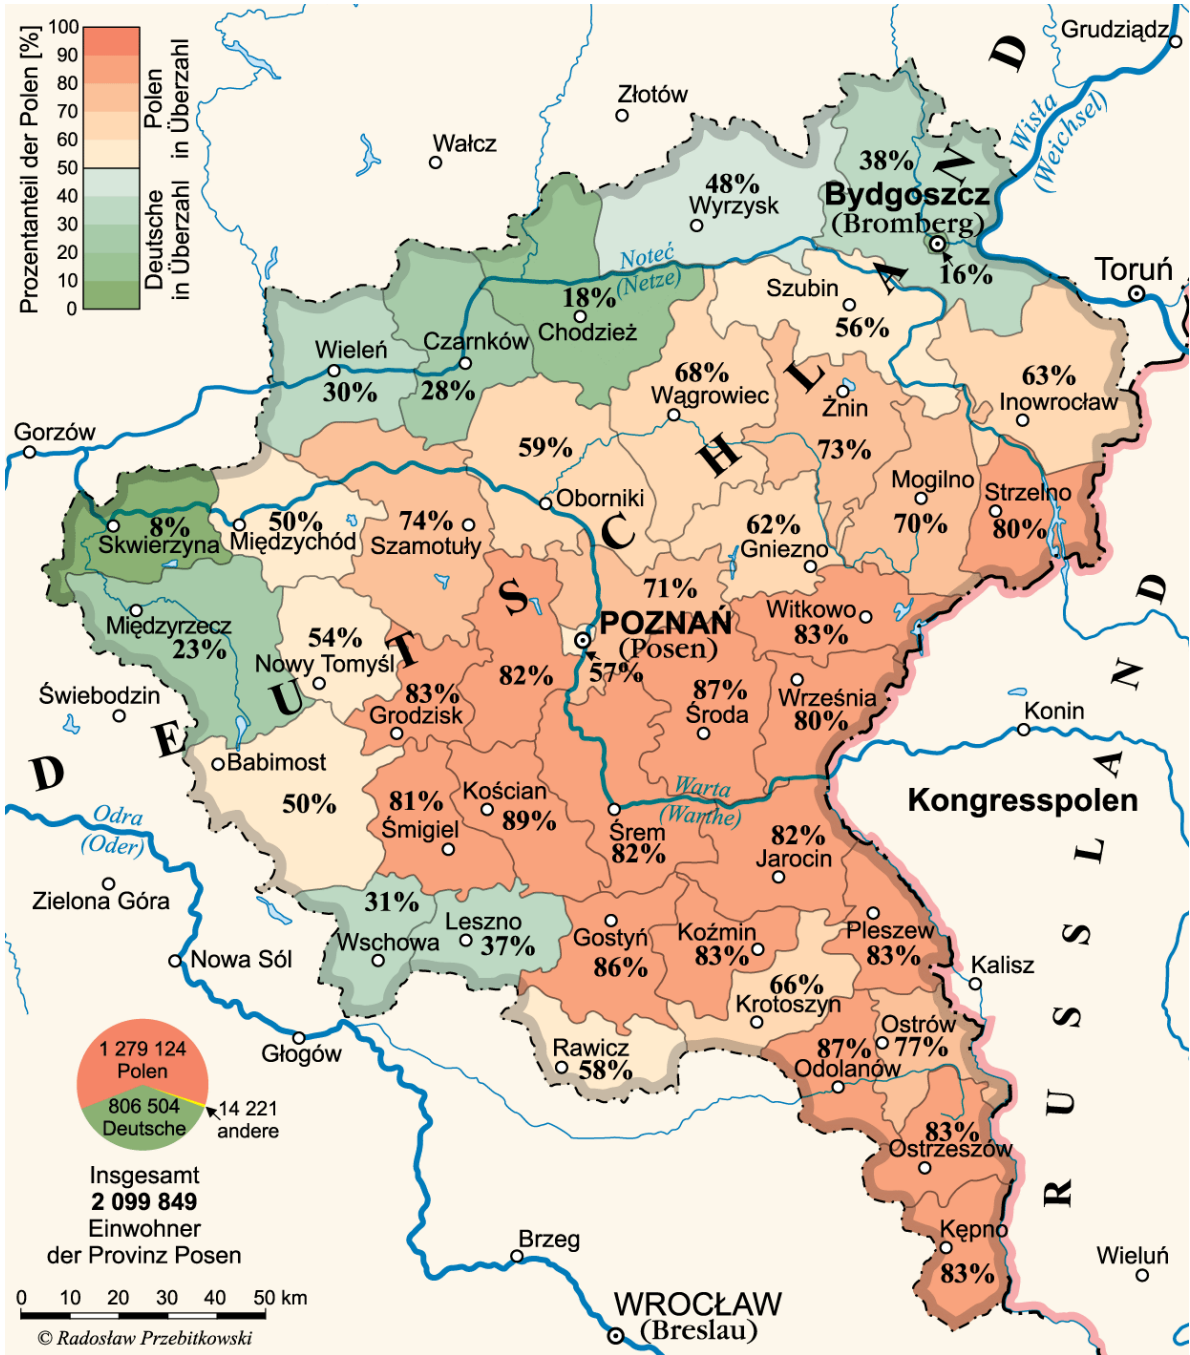 Prozentanteil der Polen [%]
100
90
80
70
60
50
40
30
20
10
0
Polen
in Überzahl
Deutsche
in Überzahl
Grudziądz
Złotów
Wałcz
Wisła
(Weichsel)
38%
Bydgoszcz
(Bromberg)
16%
48%
Wyrzysk
Noteć
(Netze)
Toruń
18%
Chodzież
Szubin
56%
Czarnków
28%
Wieleń
30%
68%
Wągrowiec
Żnin
73%
63%
Inowrocław
Gorzów
59%
Oborniki
Mogilno
70%
Strzelno
80%
8%
Skwierzyna
50%
Międzychód
74%
Szamotuły
62%
Gniezno
71%
POZNAŃ
(Posen)
57%
Witkowo
83%
Międzyrzecz
23%
54%
Nowy Tomyśl
82%
83%
Grodzisk
87%
Środa
Września
80%
Świebodzin
Konin
Babimost
50%
81%
Śmigiel
Kościan
89%
Warta
(Warthe)
Śrem
82%
82%
Jarocin
Kongresspolen
Odra
(Oder)
Zielona Góra
31%
Wschowa
Leszno
37%
Gostyń
86%
Koźmin
83%
Pleszew
83%
Nowa Sól
Kalisz
66%
Krotoszyn
Głogów
Rawicz
58%
87%
Odolanów
Ostrów
77%
83%
Ostrzeszów
Kępno
83%
Wieluń
Brzeg
WROCŁAW
(Breslau)
DEUTSCHLAND
RUSSLAND
1 279 124
Polen
806 504
Deutsche
14 221
andere
Insgesamt
2 099 849
Einwohner
der Provinz Posen
0 10 20 30 40 50 km
© Radosław Przebitkowski